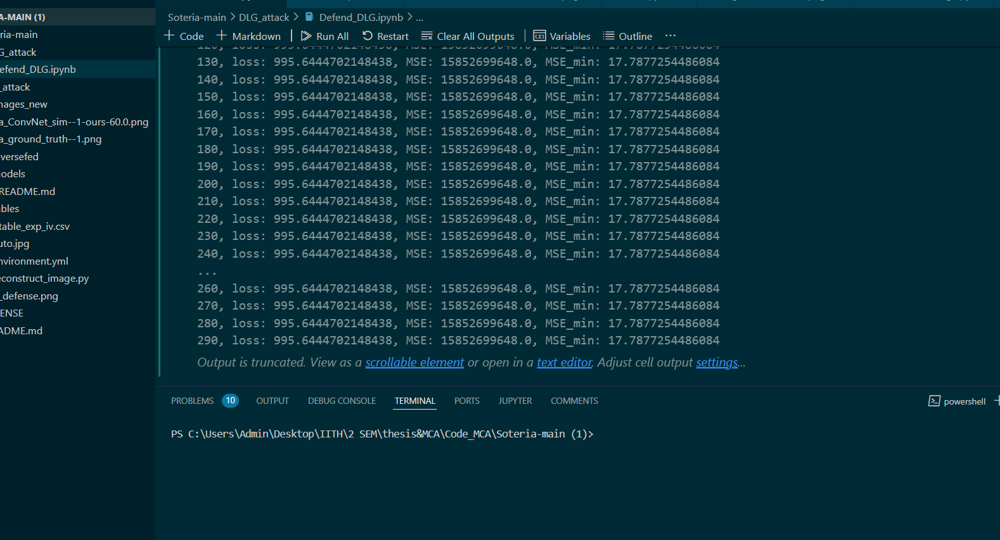 A-MAIN (1)
ria-main
G_attack
efend_DLG.ipynb
_attack
nages_new
a_ConvNet_sim--1-ours-60.0.png
a_ground_truth--1.png
versefed
odels
README.md
bles
table_exp_iv.csv
uto.jpg
nvironment.yml
econstruct_image.py
_defense.png
ENSE
ADME.md
Soteria-main > DLG_attack > Defend_DLG.ipynb > ...
+ Code + Markdown | Run All Restart Clear All Outputs | Variables Outline ...
120, loss: 995.6444702148438, MSE: 15852699648.0, MSE_min: 17.7877254486084
130, loss: 995.6444702148438, MSE: 15852699648.0, MSE_min: 17.7877254486084
140, loss: 995.6444702148438, MSE: 15852699648.0, MSE_min: 17.7877254486084
150, loss: 995.6444702148438, MSE: 15852699648.0, MSE_min: 17.7877254486084
160, loss: 995.6444702148438, MSE: 15852699648.0, MSE_min: 17.7877254486084
170, loss: 995.6444702148438, MSE: 15852699648.0, MSE_min: 17.7877254486084
180, loss: 995.6444702148438, MSE: 15852699648.0, MSE_min: 17.7877254486084
190, loss: 995.6444702148438, MSE: 15852699648.0, MSE_min: 17.7877254486084
200, loss: 995.6444702148438, MSE: 15852699648.0, MSE_min: 17.7877254486084
210, loss: 995.6444702148438, MSE: 15852699648.0, MSE_min: 17.7877254486084
220, loss: 995.6444702148438, MSE: 15852699648.0, MSE_min: 17.7877254486084
230, loss: 995.6444702148438, MSE: 15852699648.0, MSE_min: 17.7877254486084
240, loss: 995.6444702148438, MSE: 15852699648.0, MSE_min: 17.7877254486084
...
260, loss: 995.6444702148438, MSE: 15852699648.0, MSE_min: 17.7877254486084
270, loss: 995.6444702148438, MSE: 15852699648.0, MSE_min: 17.7877254486084
280, loss: 995.6444702148438, MSE: 15852699648.0, MSE_min: 17.7877254486084
290, loss: 995.6444702148438, MSE: 15852699648.0, MSE_min: 17.7877254486084
Output is truncated. View as a scrollable element or open in a text editor. Adjust cell output settings...
PROBLEMS 10 OUTPUT DEBUG CONSOLE TERMINAL PORTS JUPYTER COMMENTS powershell +
PS C:\Users\Admin\Desktop\IITH\2 SEM\thesis&MCA\Code_MCA\Soteria-main (1)>